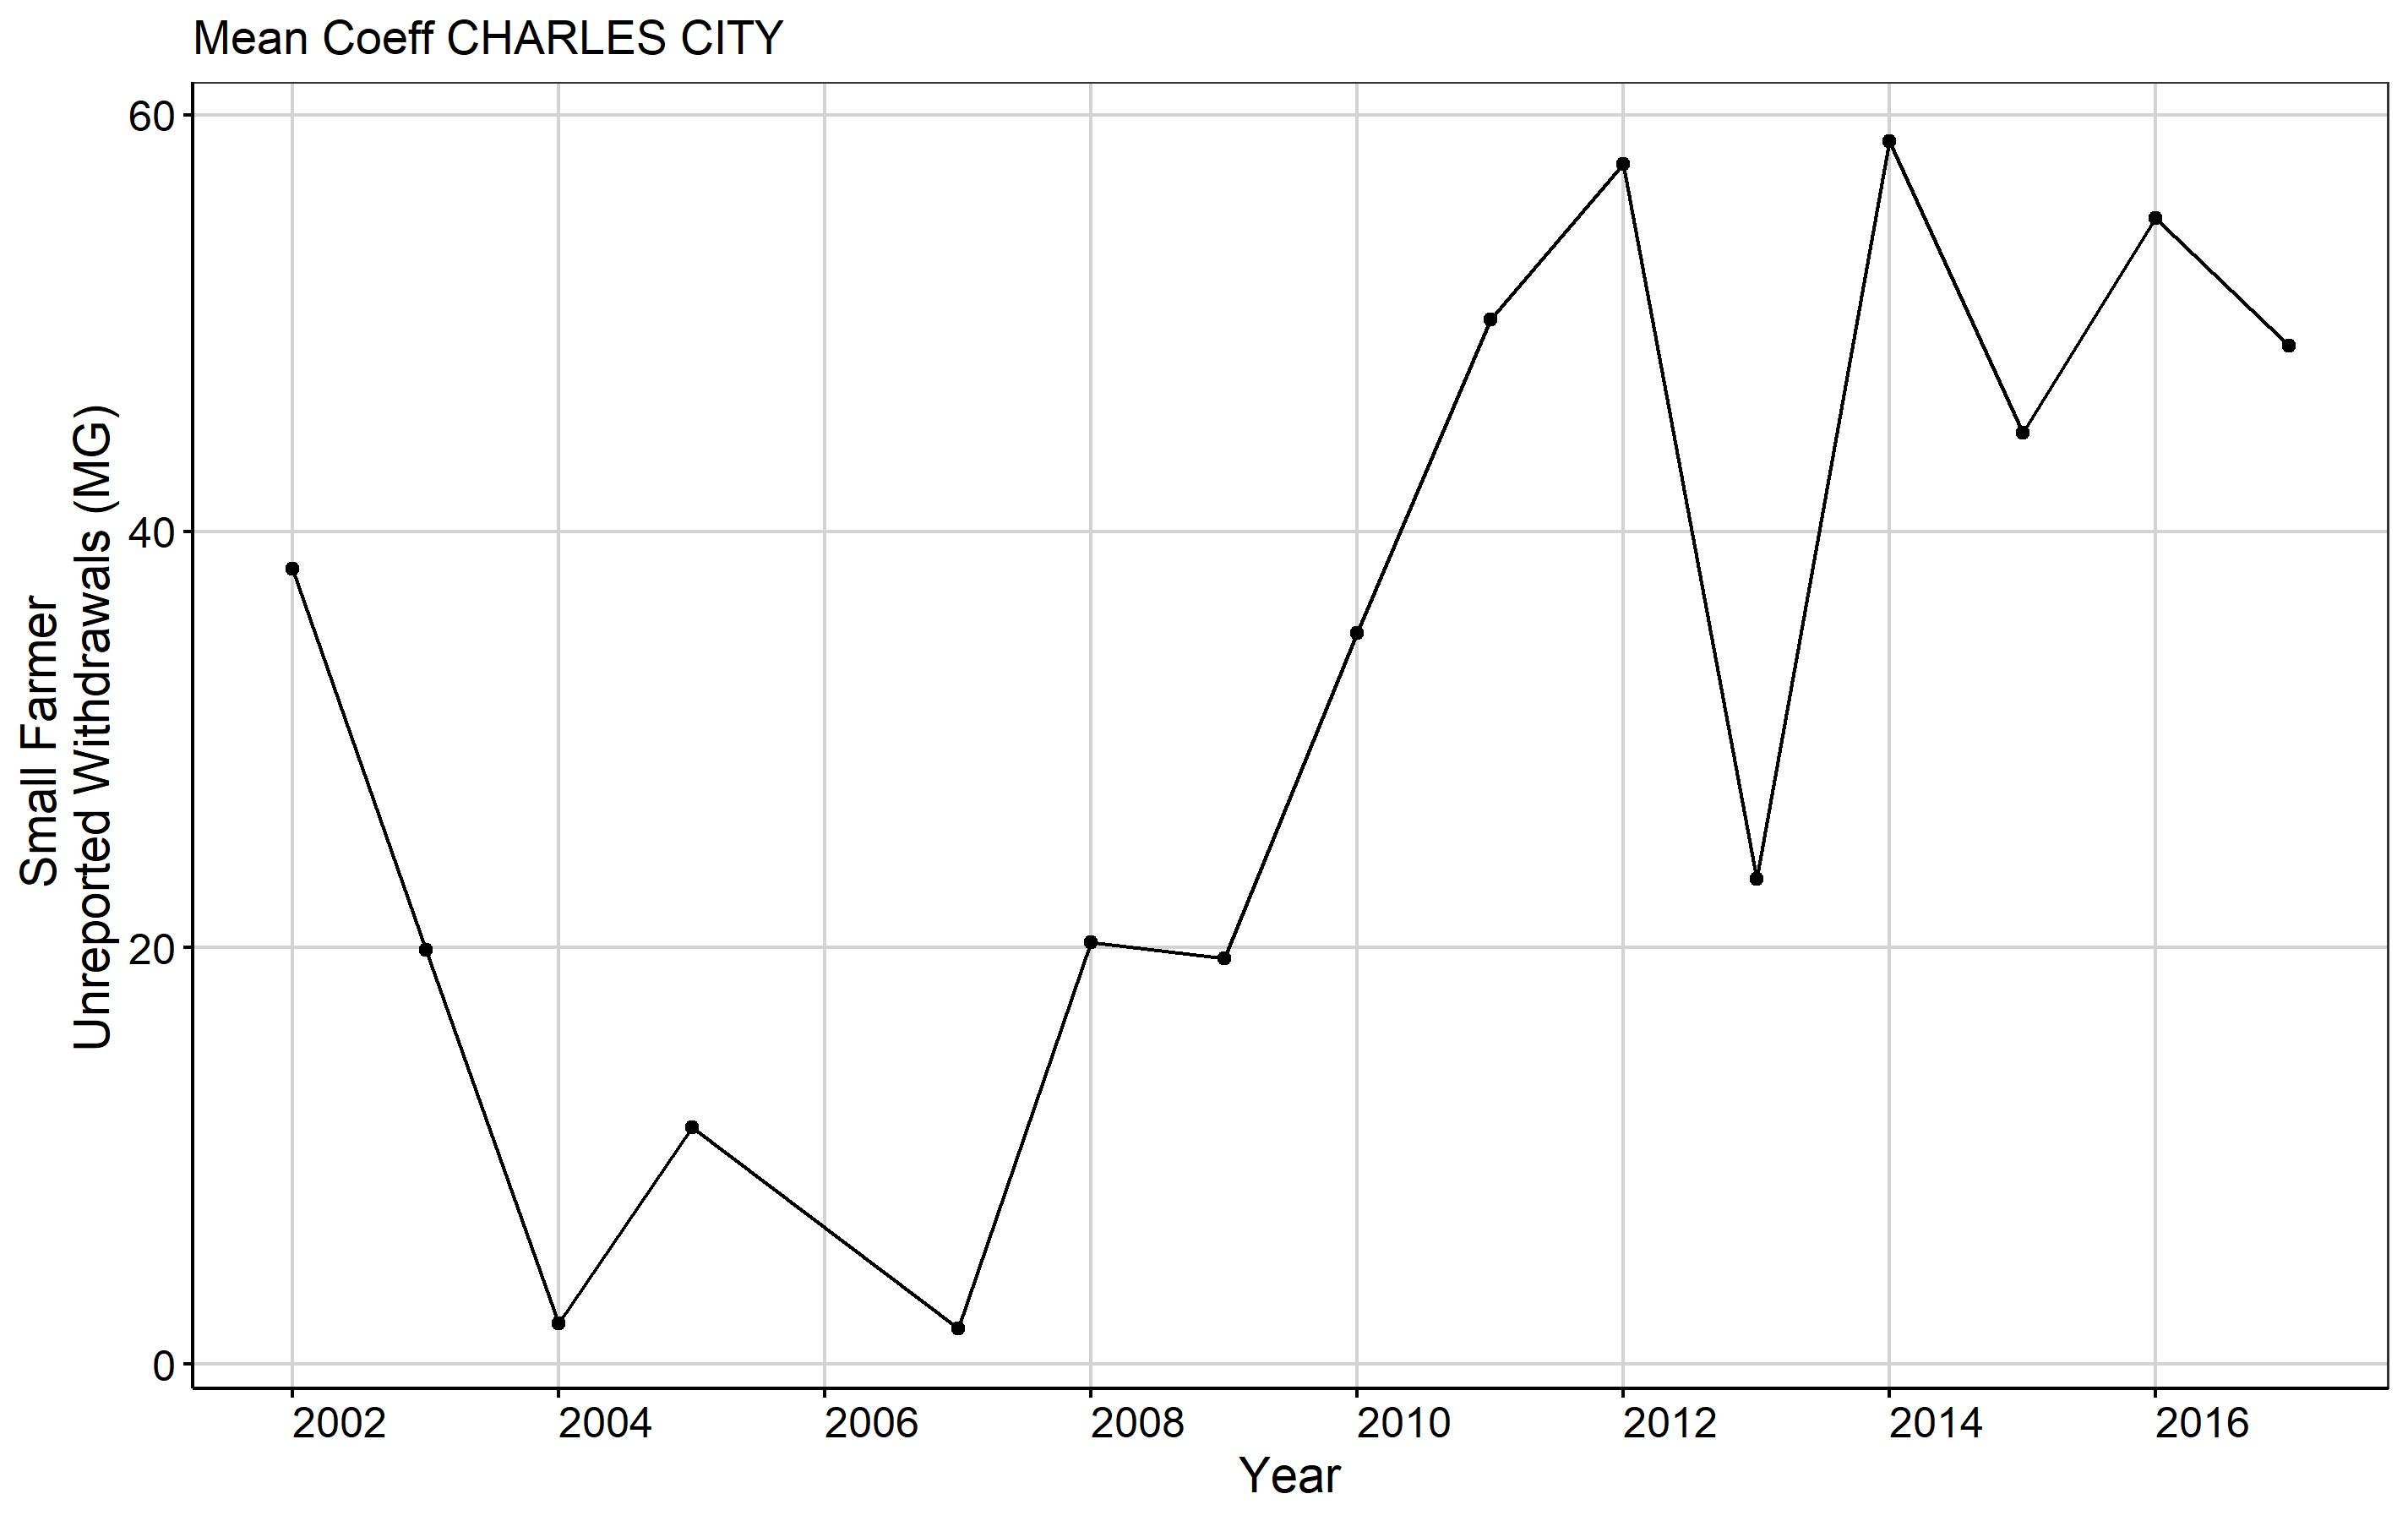 Mean Coeff CHARLES CITY
Small Farmer
Unreported Withdrawals (MG)
60
40
20
0
2002 2004 2006 2008 2010 2012 2014 2016
Year